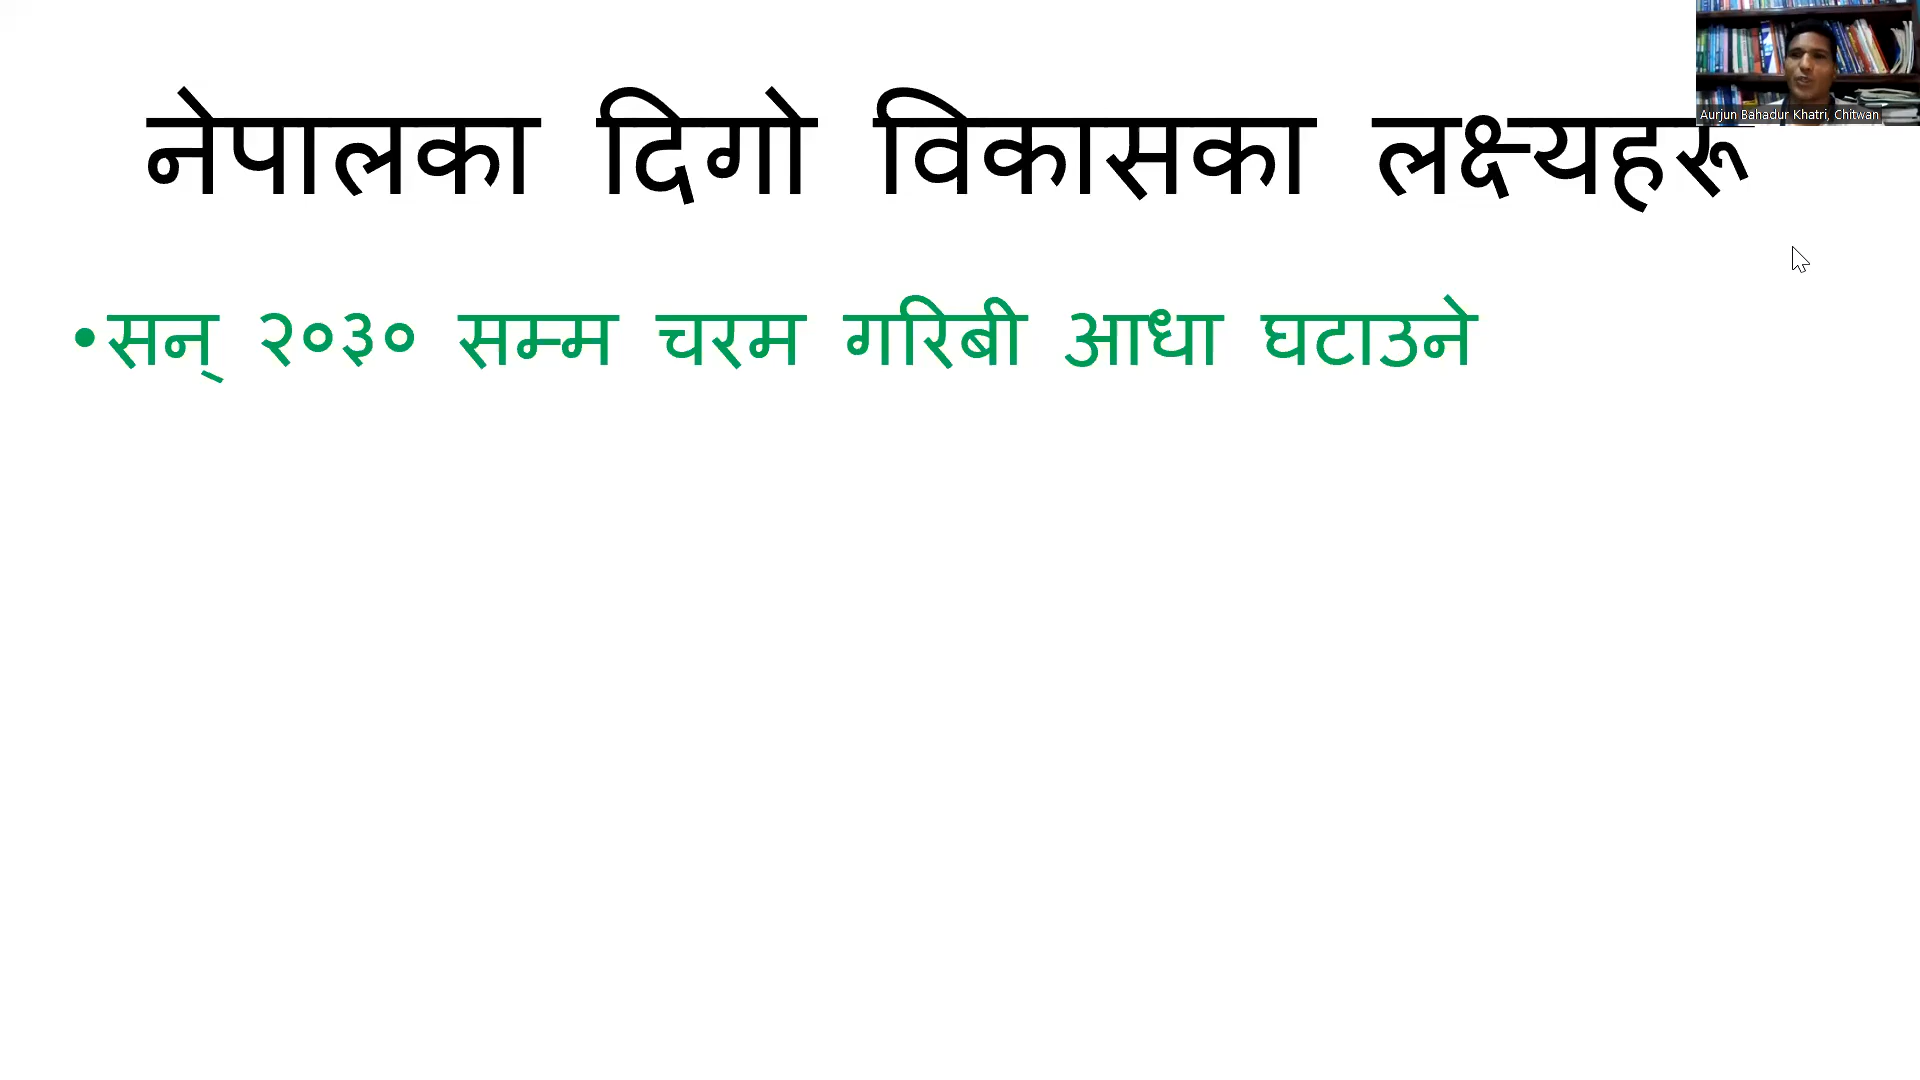 Aurjun Bahadur Khatri, Chitwan
नेपालका दिगो विकासका लक्ष्यहरू
•सन् २०३० सम्म चरम गरिबी आधा घटाउने